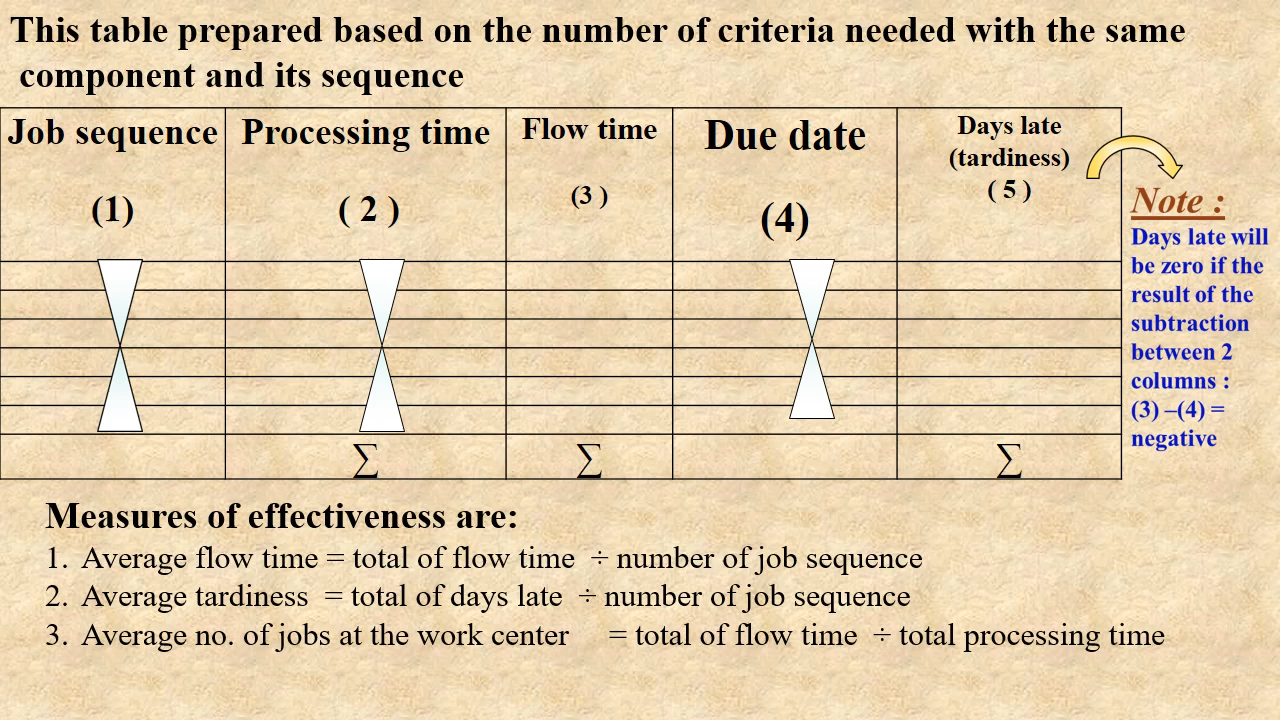 This table prepared based on the number of criteria needed with the same
component and its sequence
Job sequence
(1)
Processing time
( 2 )
Flow time
(3 )
Due date
(4)
Days late
(tardiness)
( 5 )
Note :
Days late will
be zero if the
result of the
subtraction
between 2
columns :
(3) –(4) =
negative
∑ ∑ ∑
Measures of effectiveness are:
1. Average flow time = total of flow time ÷ number of job sequence
2. Average tardiness = total of days late ÷ number of job sequence
3. Average no. of jobs at the work center = total of flow time ÷ total processing time